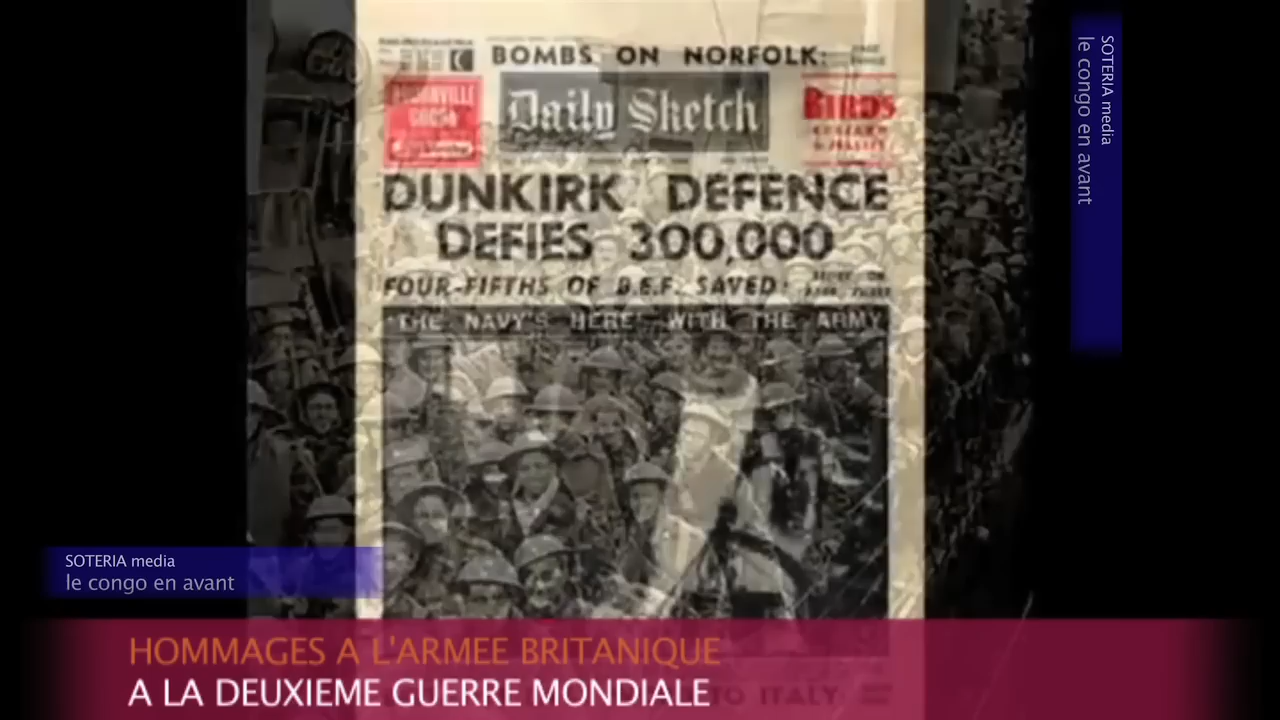 BOMBS ON NORFOLK:
Daily Sketch
BIRDS
DUNKIRK DEFENCE
DEFIES 300,000
FOUR-FIFTHS OF B.E.F. SAVED:
'THE NAVY'S HERE' - WITH THE ARMY
SOTERIA media
le congo en avant
SOTERIA media
le congo en avant
HOMMAGES A L'ARMEE BRITANIQUE
A LA DEUXIEME GUERRE MONDIALE
TO ITALY